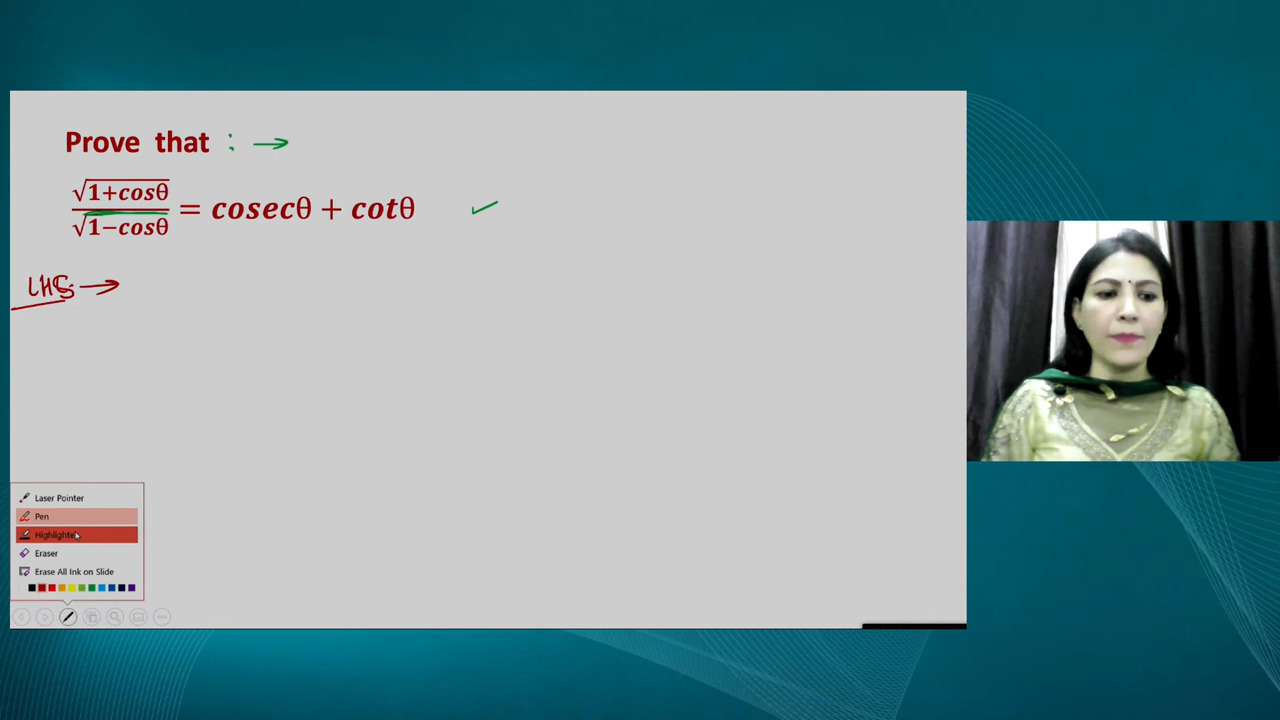 Prove that : →
√1+cosθ / √1−cosθ = cosecθ + cotθ ✓
LHS →
Laser Pointer
Pen
Highlighter
Eraser
Erase All Ink on Slide